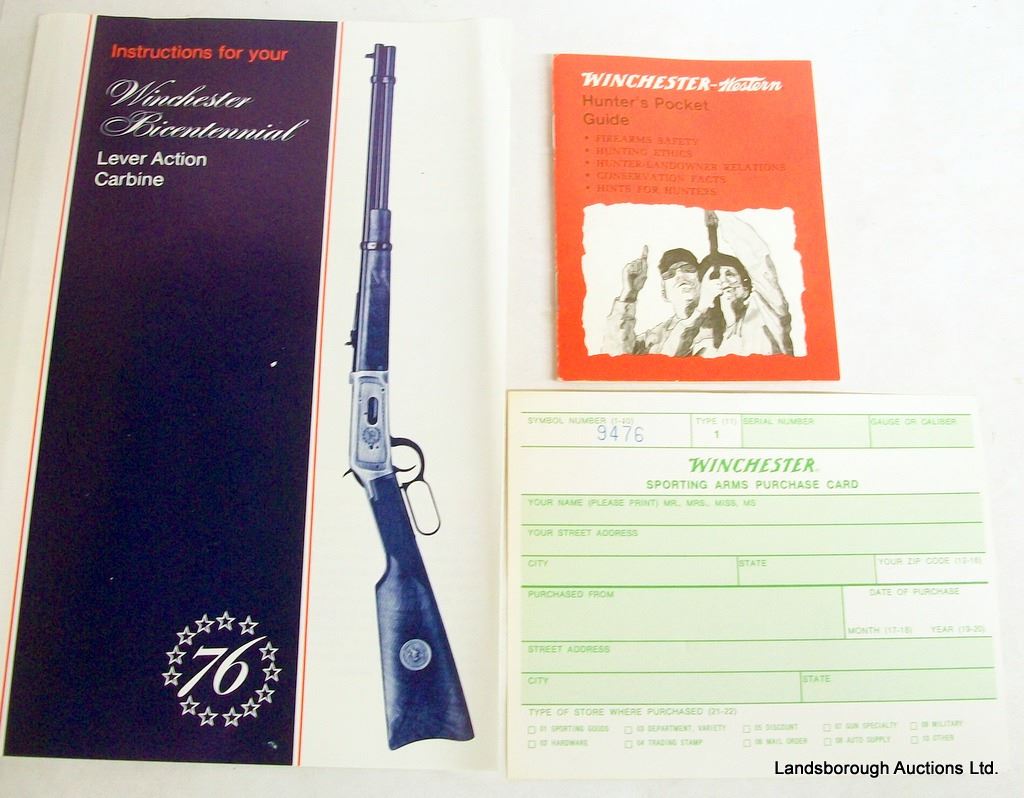 Instructions for your
Winchester
Bicentennial
Lever Action
Carbine
76
WINCHESTER-Western
Hunter's Pocket
Guide
• FIREARMS SAFETY
• HUNTING ETHICS
• HUNTER/LANDOWNER RELATIONS
• CONSERVATION FACTS
• HINTS FOR HUNTERS
SYMBOL NUMBER (1-10) TYPE (11) SERIAL NUMBER GAUGE OR CALIBER
9476 1
WINCHESTER®
SPORTING ARMS PURCHASE CARD
YOUR NAME (PLEASE PRINT) MR., MRS., MISS, MS
YOUR STREET ADDRESS
CITY STATE YOUR ZIP CODE (12-16)
PURCHASED FROM DATE OF PURCHASE
MONTH (17-18) YEAR (19-20)
STREET ADDRESS
CITY STATE
TYPE OF STORE WHERE PURCHASED (21-22)
01 SPORTING GOODS 03 DEPARTMENT, VARIETY 05 DISCOUNT 07 GUN SPECIALTY 09 MILITARY
02 HARDWARE 04 TRADING STAMP 06 MAIL ORDER 08 AUTO SUPPLY 10 OTHER
Landsborough Auctions Ltd.